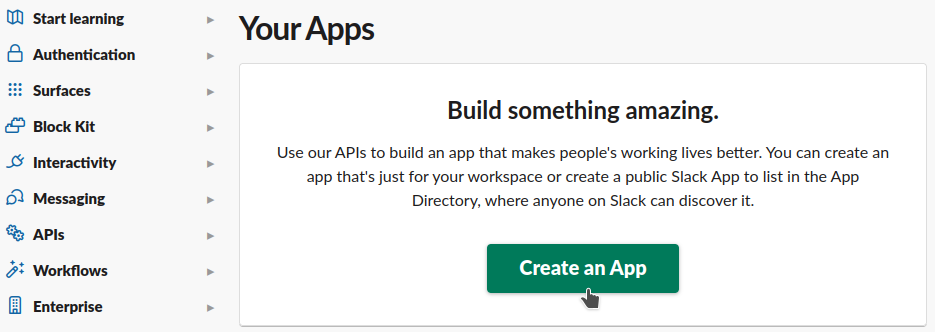 Start learning
Authentication
Surfaces
Block Kit
Interactivity
Messaging
APIs
Workflows
Enterprise
Your Apps
Build something amazing.
Use our APIs to build an app that makes people's working lives better. You can create an
app that's just for your workspace or create a public Slack App to list in the App
Directory, where anyone on Slack can discover it.
Create an App